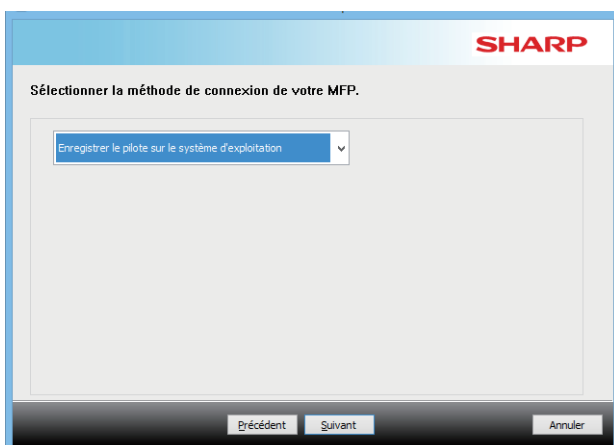 SHARP
Sélectionner la méthode de connexion de votre MFP.
Enregistrer le pilote sur le système d'exploitation
Précédent
Suivant
Annuler